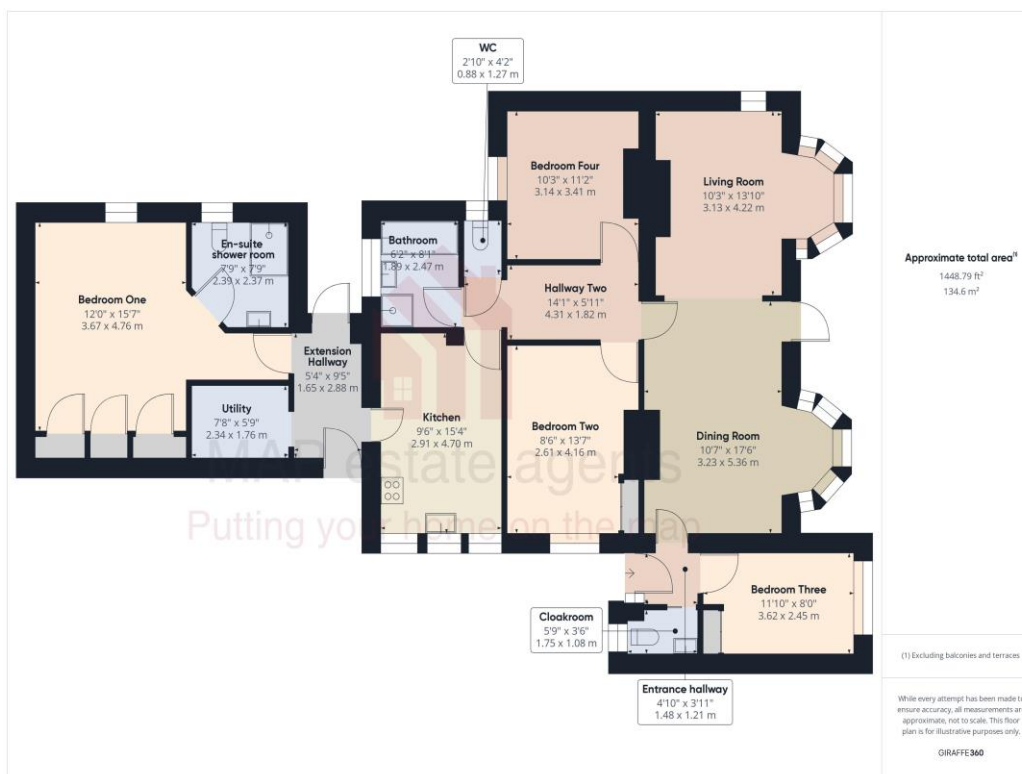 WC
2'10" x 4'2"
0.88 x 1.27 m
Bedroom Four
10'3" x 11'2"
3.14 x 3.41 m
Living Room
10'3" x 13'10"
3.13 x 4.22 m
En-suite
shower room
7'9" x 7'9"
2.39 x 2.37 m
Bathroom
6'2" x 8'1"
1.89 x 2.47 m
Bedroom One
12'0" x 15'7"
3.67 x 4.76 m
Hallway Two
14'1" x 5'11"
4.31 x 1.82 m
Extension
Hallway
5'4" x 9'5"
1.65 x 2.88 m
Utility
7'8" x 5'9"
2.34 x 1.76 m
Kitchen
9'6" x 15'4"
2.91 x 4.70 m
Bedroom Two
8'6" x 13'7"
2.61 x 4.16 m
Dining Room
10'7" x 17'6"
3.23 x 5.36 m
MAP estate agents
Putting your home on the map
Bedroom Three
11'10" x 8'0"
3.62 x 2.45 m
Cloakroom
5'9" x 3'6"
1.75 x 1.08 m
Entrance hallway
4'10" x 3'11"
1.48 x 1.21 m
Approximate total area
1448.79 ft²
134.6 m²
(1) Excluding balconies and terraces
While every attempt has been made to
ensure accuracy, all measurements are
approximate, not to scale. This floor
plan is for illustrative purposes only.
GIRAFFE360